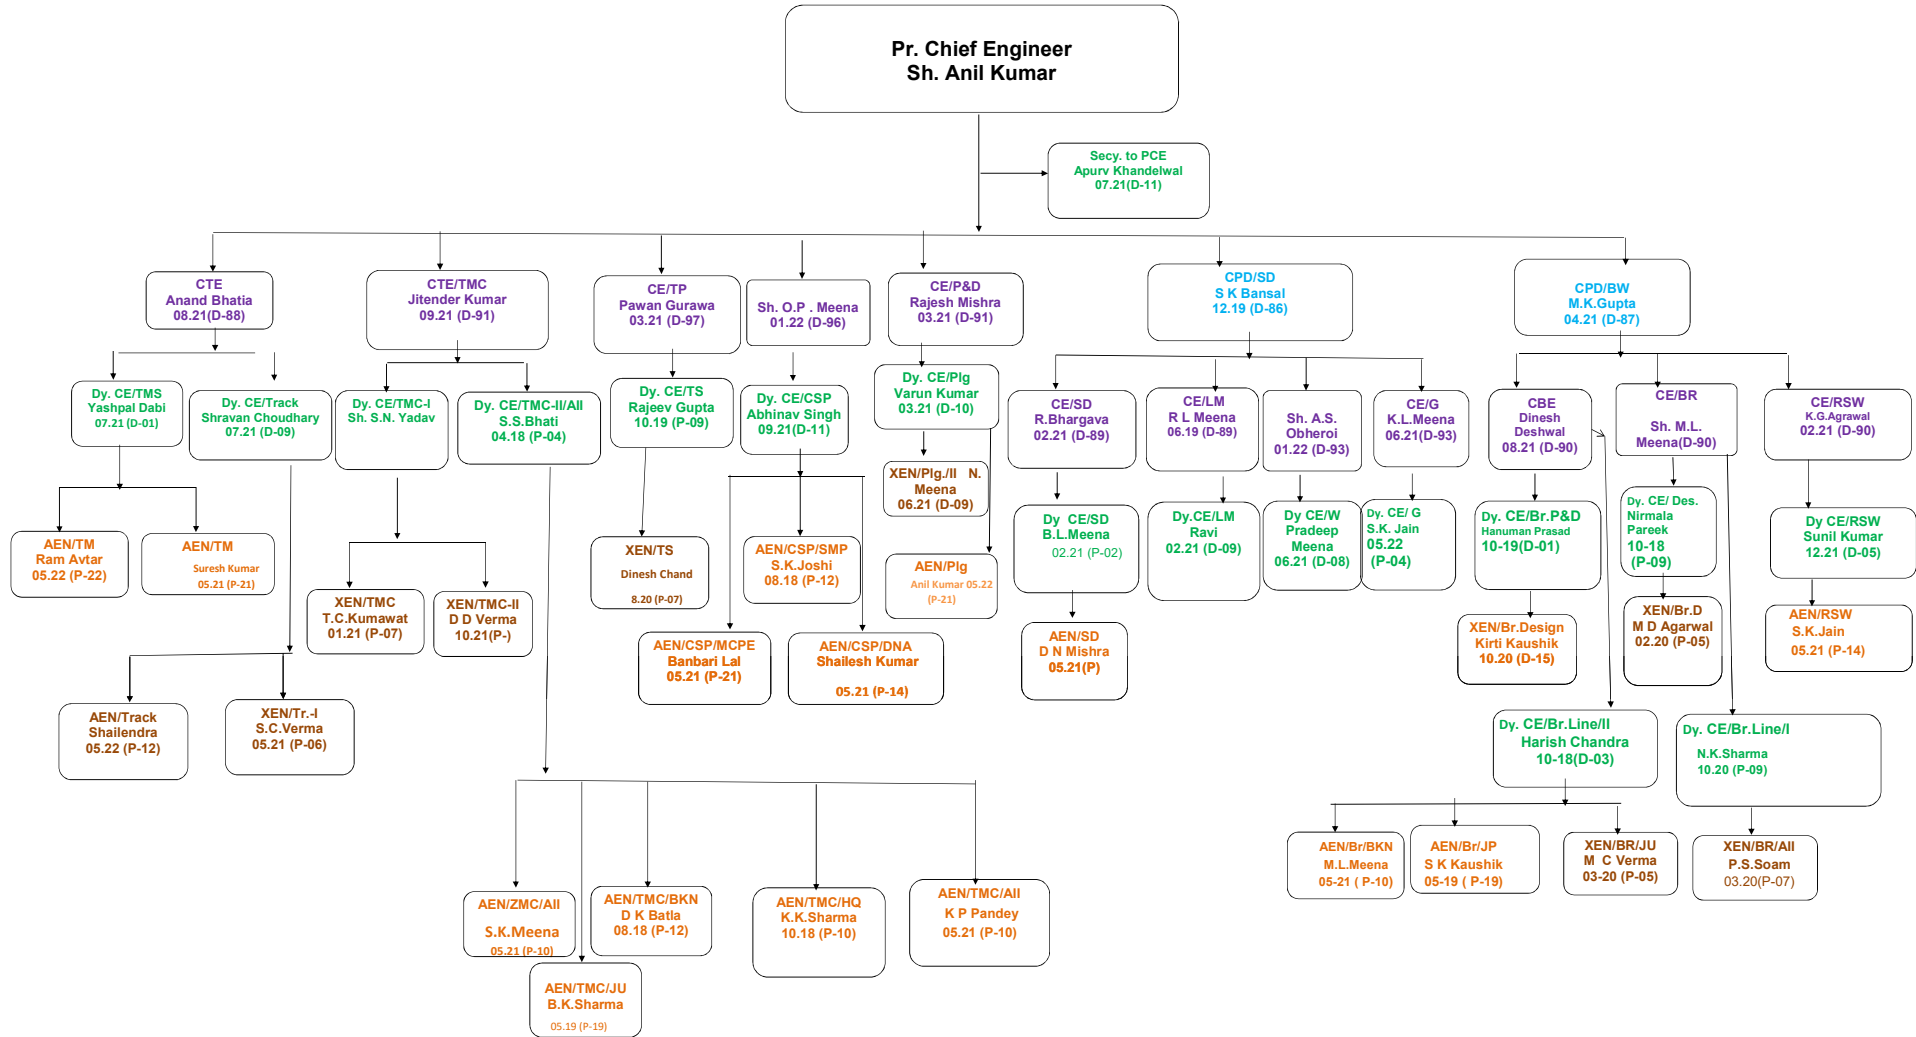 Pr. Chief Engineer
Sh. Anil Kumar
Secy. to PCE
Apurv Khandelwal
07.21(D-11)
CTE
Anand Bhatia
08.21(D-88)
CTE/TMC
Jitender Kumar
09.21 (D-91)
CE/TP
Pawan Gurawa
03.21 (D-97)
Sh. O.P . Meena
01.22 (D-96)
CE/P&D
Rajesh Mishra
03.21 (D-91)
CPD/SD
S K Bansal
12.19 (D-86)
CPD/BW
M.K.Gupta
04.21 (D-87)
Dy. CE/TMS
Yashpal Dabi
07.21 (D-01)
Dy. CE/Track
Shravan Choudhary
07.21 (D-09)
Dy. CE/TMC-I
Sh. S.N. Yadav
Dy. CE/TMC-II/AII
S.S.Bhati
04.18 (P-04)
Dy. CE/TS
Rajeev Gupta
10.19 (P-09)
Dy. CE/CSP
Abhinav Singh
09.21(D-11)
Dy. CE/Plg
Varun Kumar
03.21 (D-10)
CE/SD
R.Bhargava
02.21 (D-89)
CE/LM
R L Meena
06.19 (D-89)
Sh. A.S.
Obheroi
01.22 (D-93)
CE/G
K.L.Meena
06.21(D-93)
CBE
Dinesh
Deshwal
08.21 (D-90)
CE/BR
Sh. M.L.
Meena(D-90)
CE/RSW
K.G.Agrawal
02.21 (D-90)
XEN/Plg./II N.
Meena
06.21 (D-09)
Dy CE/SD
B.L.Meena
02.21 (P-02)
Dy.CE/LM
Ravi
02.21 (D-09)
Dy CE/W
Pradeep
Meena
06.21 (D-08)
Dy. CE/ G
S.K. Jain
05.22
(P-04)
Dy. CE/Br.P&D
Hanuman Prasad
10-19(D-01)
Dy. CE/ Des.
Nirmala
Pareek
10-18
(P-09)
Dy CE/RSW
Sunil Kumar
12.21 (D-05)
AEN/TM
Ram Avtar
05.22 (P-22)
AEN/TM
Suresh Kumar
05.21 (P-21)
XEN/TS
Dinesh Chand
8.20 (P-07)
AEN/CSP/SMP
S.K.Joshi
08.18 (P-12)
AEN/Plg
Anil Kumar 05.22
(P-21)
XEN/TMC
T.C.Kumawat
01.21 (P-07)
XEN/TMC-II
D D Verma
10.21(P-)
AEN/CSP/MCPE
Banbari Lal
05.21 (P-21)
AEN/CSP/DNA
Shailesh Kumar
05.21 (P-14)
AEN/SD
D N Mishra
05.21(P)
XEN/Br.Design
Kirti Kaushik
10.20 (D-15)
XEN/Br.D
M D Agarwal
02.20 (P-05)
AEN/RSW
S.K.Jain
05.21 (P-14)
AEN/Track
Shailendra
05.22 (P-12)
XEN/Tr.-I
S.C.Verma
05.21 (P-06)
Dy. CE/Br.Line/II
Harish Chandra
10-18(D-03)
Dy. CE/Br.Line/I
N.K.Sharma
10.20 (P-09)
AEN/Br/BKN
M.L.Meena
05-21 ( P-10)
AEN/Br/JP
S K Kaushik
05-19 ( P-19)
XEN/BR/JU
M C Verma
03-20 (P-05)
XEN/BR/AII
P.S.Soam
03.20(P-07)
AEN/ZMC/AII
S.K.Meena
05.21 (P-10)
AEN/TMC/BKN
D K Batla
08.18 (P-12)
AEN/TMC/HQ
K.K.Sharma
10.18 (P-10)
AEN/TMC/AII
K P Pandey
05.21 (P-10)
AEN/TMC/JU
B.K.Sharma
05.19 (P-19)